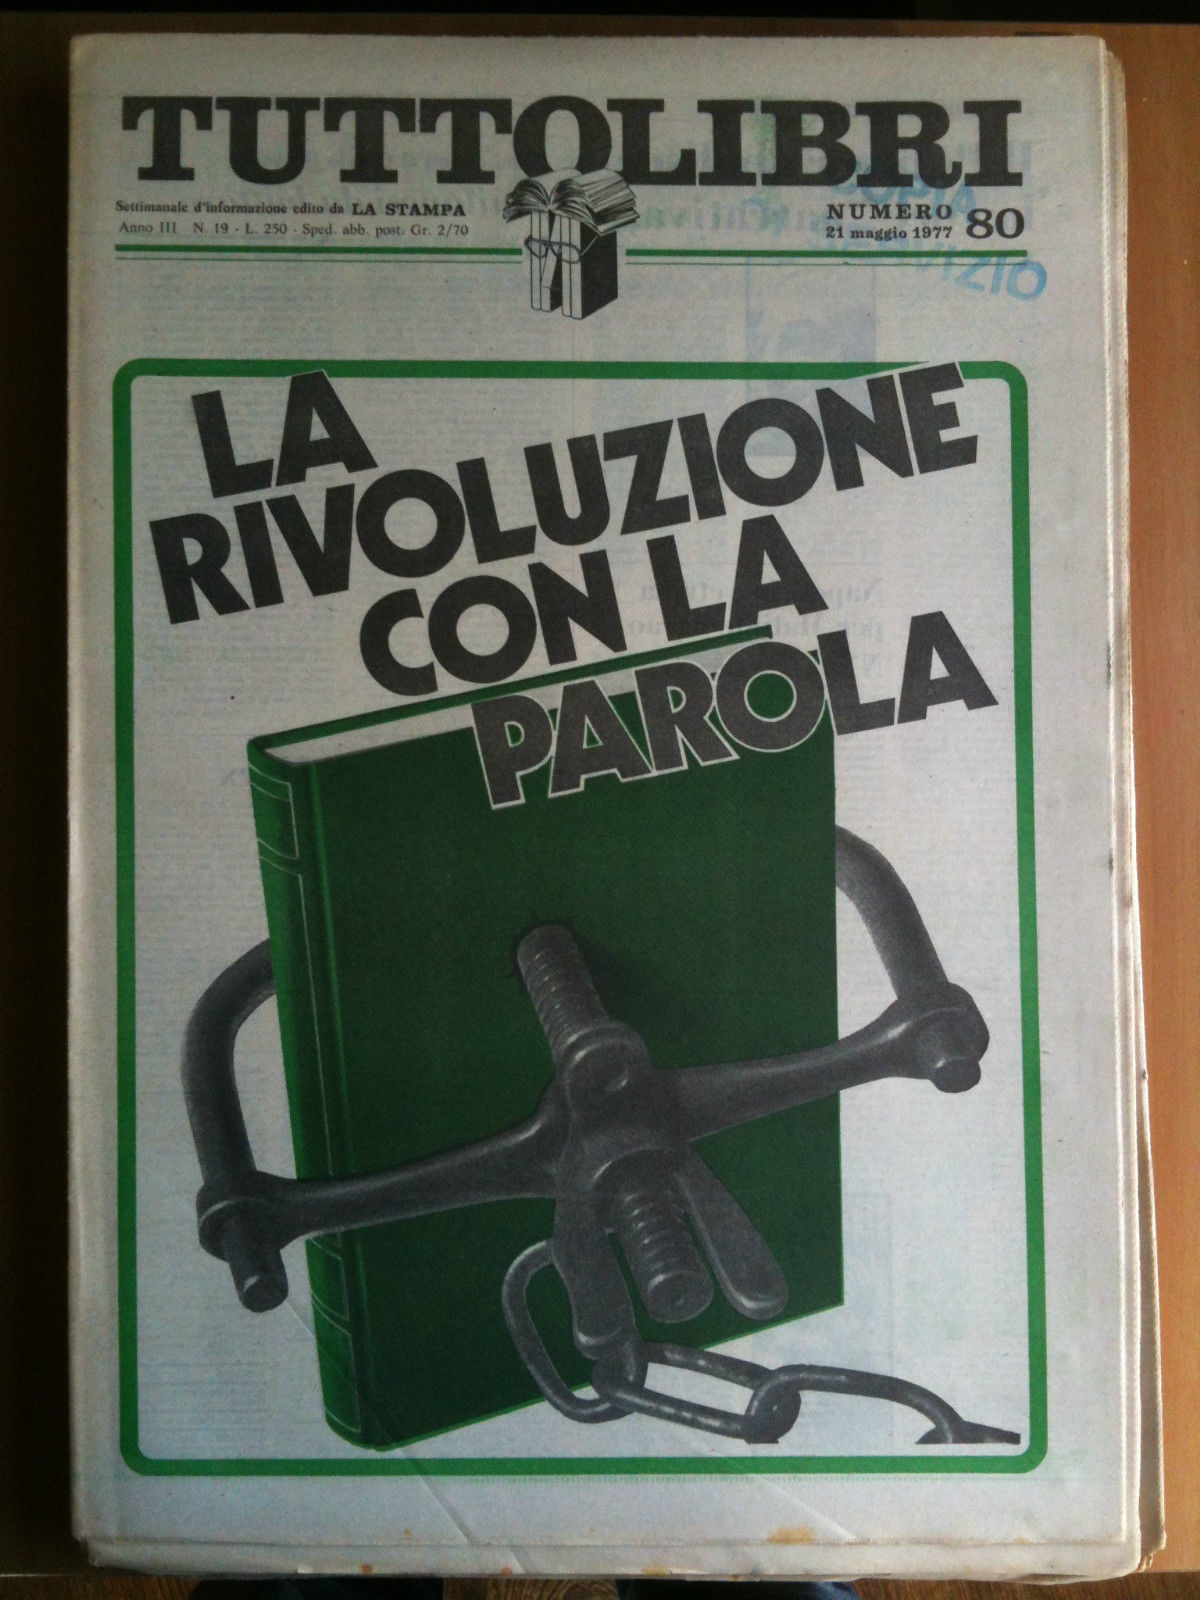 TUTTOLIBRI
Settimanale d'informazione edito da LA STAMPA
Anno III N. 19 - L. 250 - Sped. abb. post. Gr. 2/70
NUMERO 80
21 maggio 1977
COPIA
LA
RIVOLUZIONE
CON LA
PAROLA